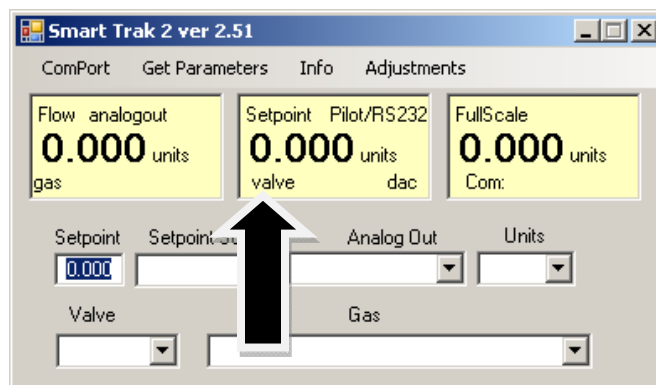 Smart Trak 2 ver 2.51
ComPort Get Parameters Info Adjustments
Flow analogout Setpoint Pilot/RS232 FullScale
0.000 units 0.000 units 0.000 units
gas valve dac Com:
Setpoint Setpoint Analog Out Units
0.000
Valve Gas